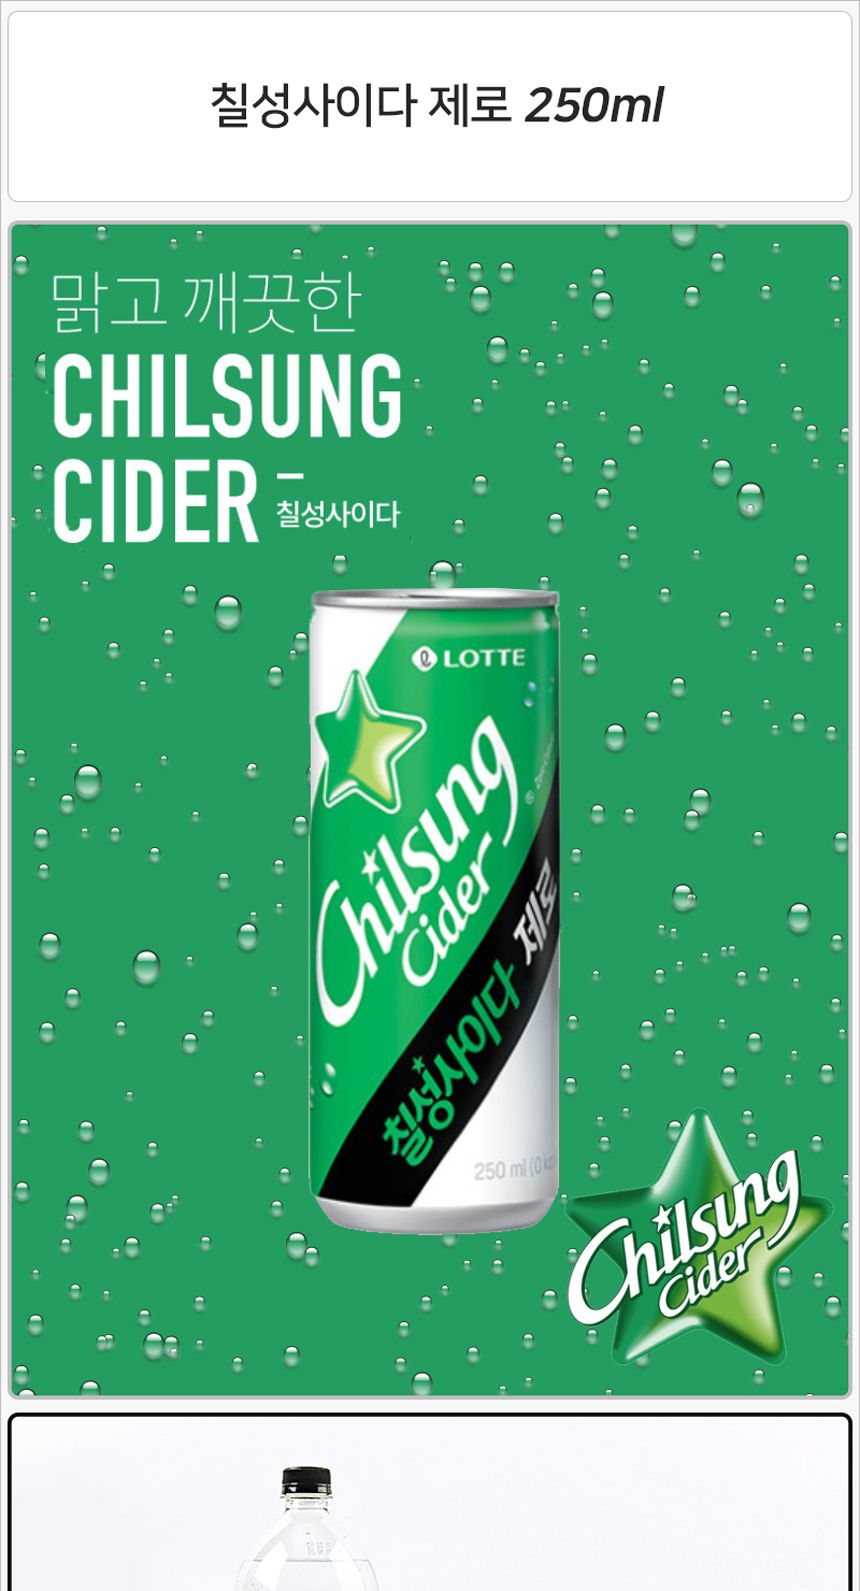 칠성사이다 제로 250ml
맑고 깨끗한
CHILSUNG
CIDER
칠성사이다
LOTTE
Chilsung
Cider
칠성사이다 제로
250 ml (0
Chilsung
Cider